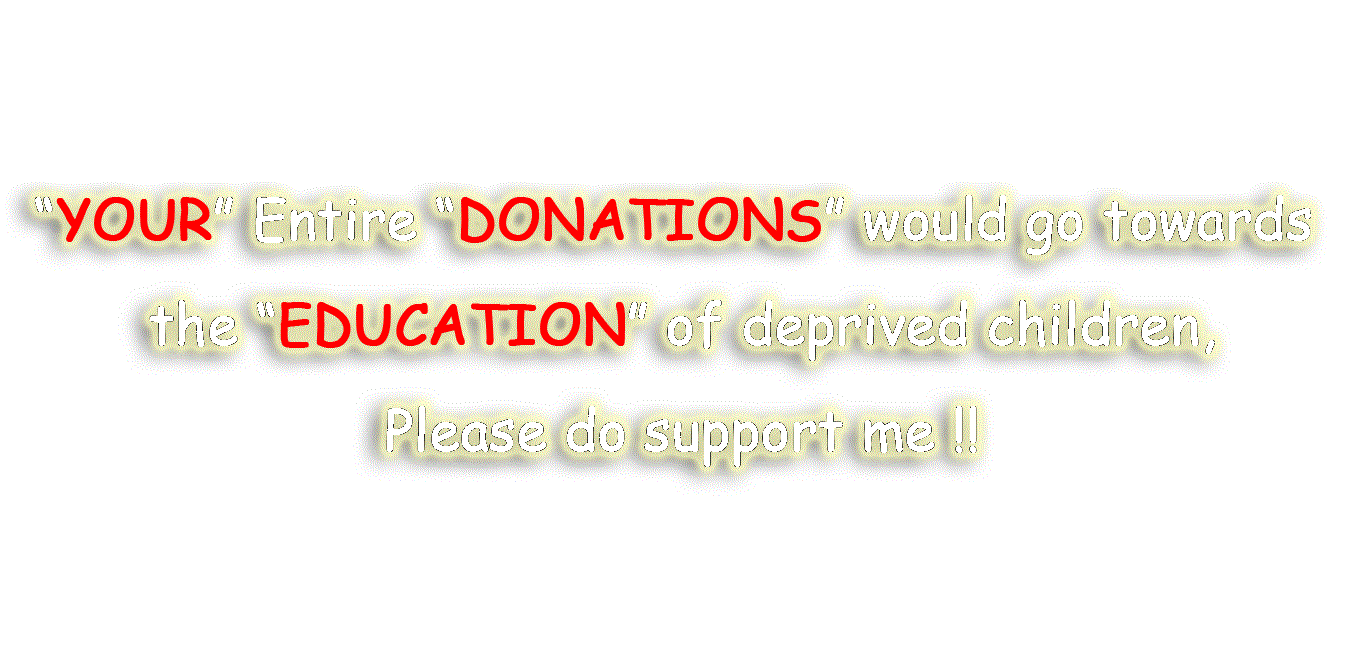 “YOUR” Entire “DONATIONS” would go towards
the “EDUCATION” of deprived children,
Please do support me !!